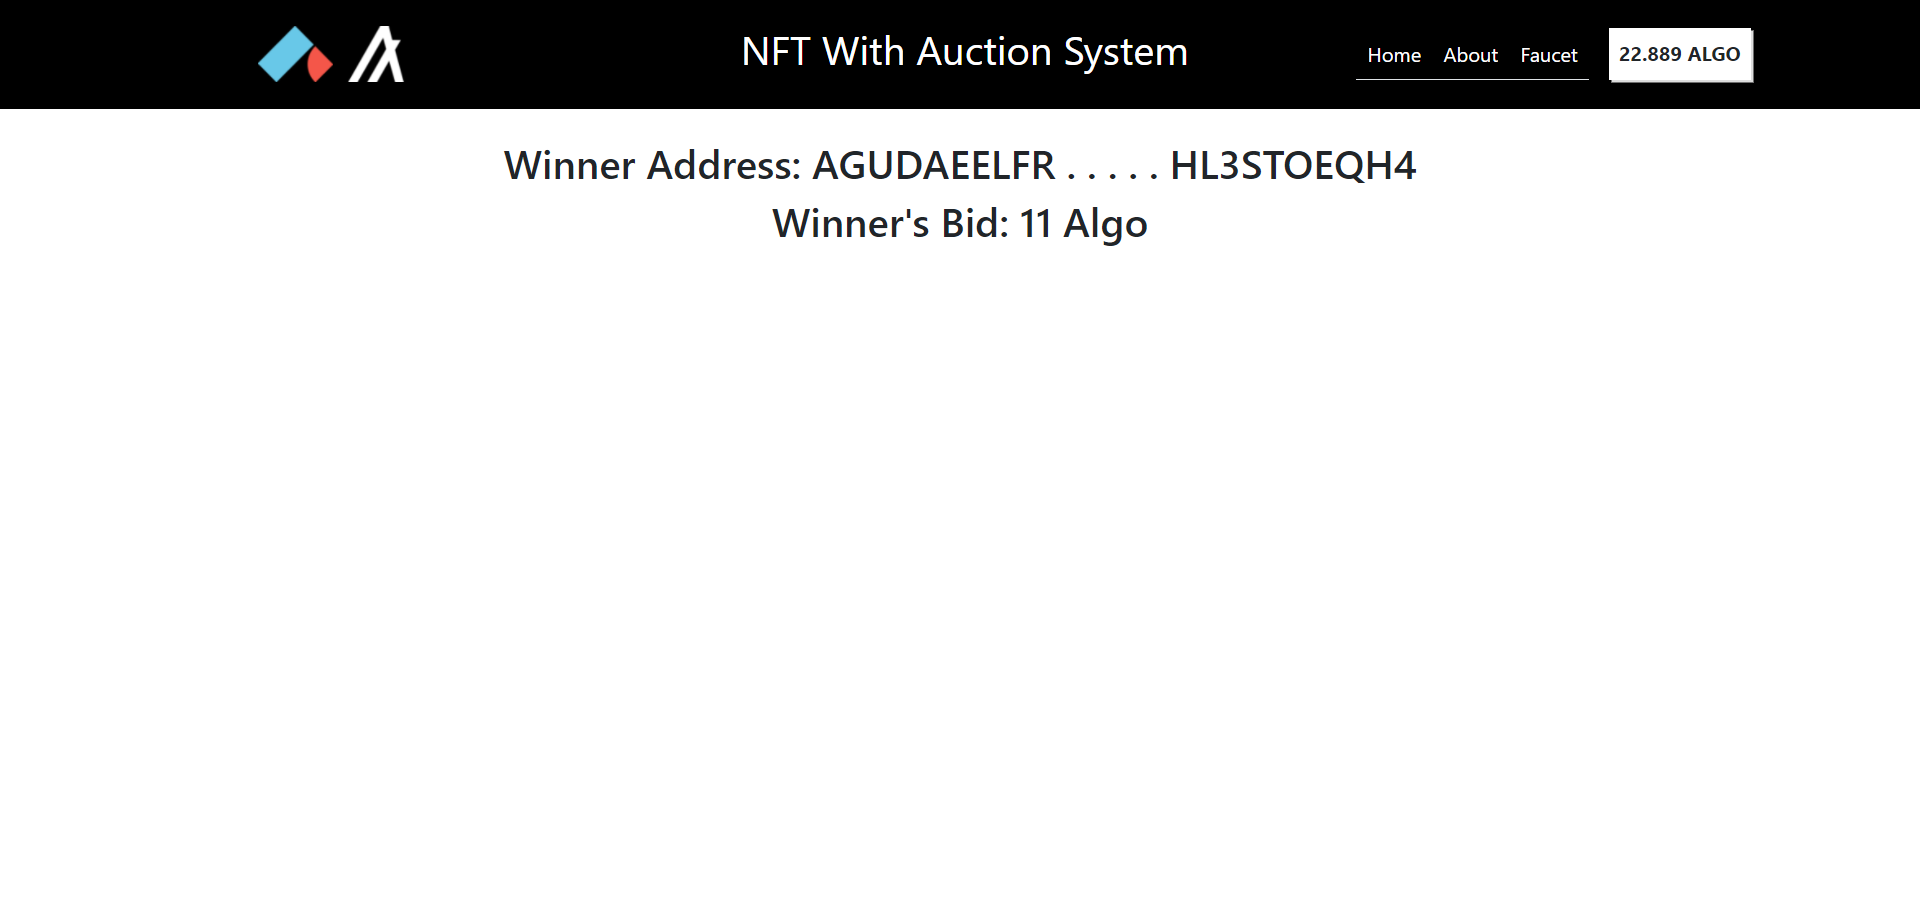 NFT With Auction System
Home About Faucet
22.889 ALGO
Winner Address: AGUDAEELFR . . . . . HL3STOEQH4
Winner's Bid: 11 Algo